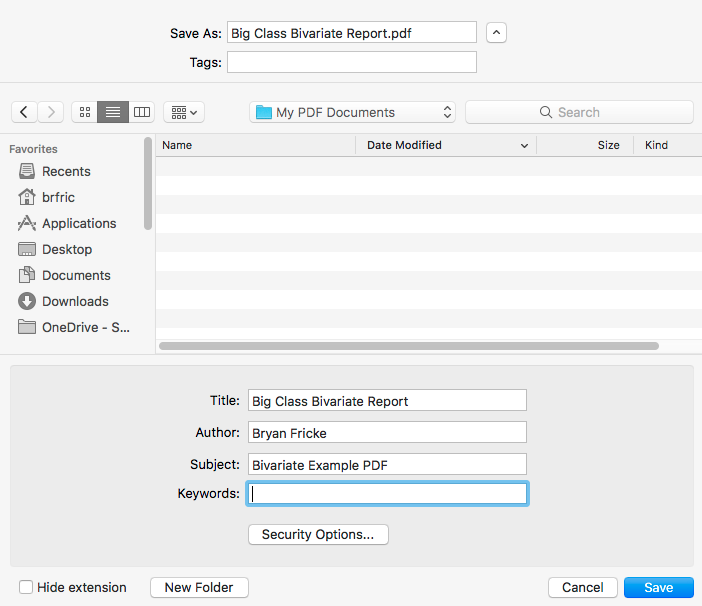 Save As: Big Class Bivariate Report.pdf
Tags:
My PDF Documents
Search
Favorites
Name Date Modified Size Kind
Recents
brfric
Applications
Desktop
Documents
Downloads
OneDrive - S...
Title: Big Class Bivariate Report
Author: Bryan Fricke
Subject: Bivariate Example PDF
Keywords:
Security Options...
Hide extension New Folder Cancel Save